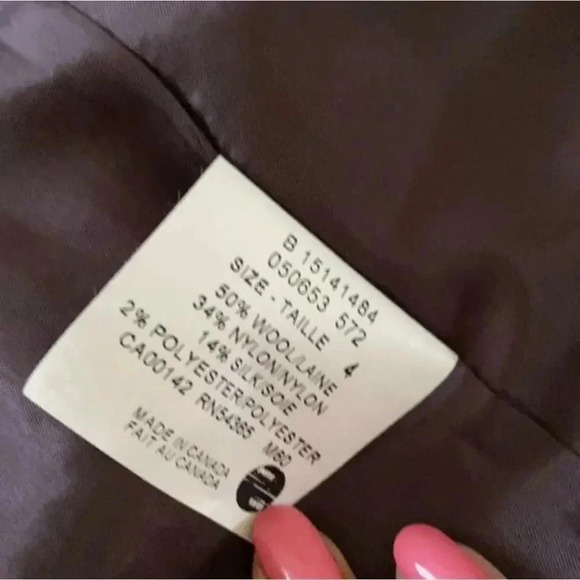 B 15141484
050653 572
SIZE - TAILLE 4
50% WOOL/LAINE
34% NYLON/NYLON
14% SILK/SOIE
2% POLYESTER/POLYESTER
CA00142 RN54365 M60
MADE IN CANADA
FAIT AU CANADA